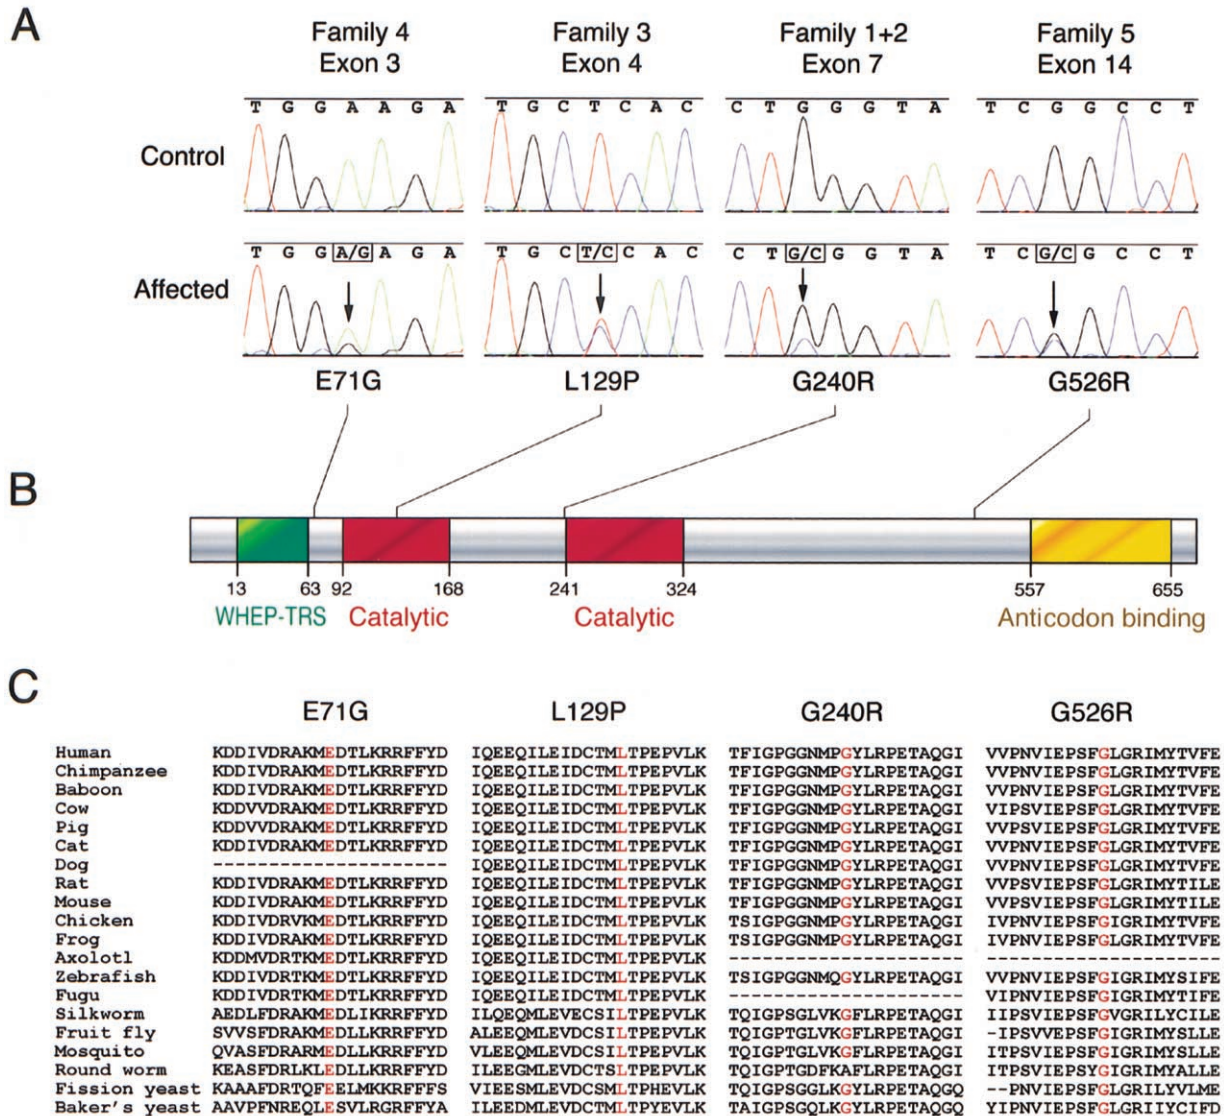 A
Family 4 Family 3 Family 1+2 Family 5
Exon 3 Exon 4 Exon 7 Exon 14
T G G A A G A T G C T C A C C T G G G T A T C G G C C T
Control
T G G A/G A G A T G C T/C C A C C T G/C G G T A T C G/C G C C T
Affected
E71G L129P G240R G526R
B
13 63 92 168 241 324 557 655
WHEP-TRS Catalytic Catalytic Anticodon binding
C
E71G L129P G240R G526R
Human KDDIVDRAKMEDTLKRRFFYD IQEEQILEIDCTMLTPEPVLK TFIGPGGNMPGYLRPETAQGI VVPNVIEPSFGLGRIMYTVFE
Chimpanzee KDDIVDRAKMEDTLKRRFFYD IQEEQILEIDCTMLTPEPVLK TFIGPGGNMPGYLRPETAQGI VVPNVIEPSFGLGRIMYTVFE
Baboon KDDIVDRAKMEDTLKRRFFYD IQEEQILEIDCTMLTPEPVLK TFIGPGGNMPGYLRPETAQGI VVPNVIEPSFGLGRIMYTVFE
Cow KDDVVDRAKMEDTLKRRFFYD IQEEQILEIDCTMLTPEPVLK TFIGPGGNMPGYLRPETAQGI VIPSVIEPSFGLGRIMYTVFE
Pig KDDVVDRAKMEDTLKRRFFYD IQEEQILEIDCTMLTPEPVLK TFIGPGGNMPGYLRPETAQGI VVPSVIEPSFGLGRIMYTVFE
Cat KDDIVDRAKMEDTLKRRFFYD IQEEQILEIDCTMLTPEPVLK TFIGPGGNMPGYLRPETAQGI VVPNVIEPSFGLGRIMYTVFE
Dog --------------------- IQEEQILEIDCTMLTPEPVLK TFIGPGGNMPGYLRPETAQGI VVPNVIEPSFGLGRIMYTVFE
Rat KDDIVDRAKMEDTLKRRFFYD IQEEQILEIDCTMLTPEPVLK TFIGPGGNMPGYLRPETAQGI VVPSVIEPSFGLGRIMYTILE
Mouse KDDIVDRAKMEDTLKRRFFYD IQEEQILEIDCTMLTPEPVLK TFIGPGGNMPGYLRPETAQGI VVPSVIEPSFGLGRIMYTILE
Chicken KDDIVDRVKMEDTLKRRFFYD IQEEQILEIDCTMLTPEPVLK TSIGPGGNMPGYLRPETAQGI IVPNVIEPSFGIGRIMYTVFE
Frog KDDIVDRAKMEDTLKRRFFYD IQEEQILEIDCTMLTPEPVLK TSIGPGGNMPGYLRPETAQGI VVPNVIEPSFGLGRIMYTVFE
Axolotl KDDMVDRTKMEDTLKRRFFYD IQEEQILEIDCTMLTPEPVLK --------------------- ---------------------
Zebrafish KDDIVDRAKMEDTLKRRFFYD IQEEQILEIDCTMLTPEPVLK TSIGPGGNMQGYLRPETAQGI VVPNVIEPSFGIGRIMYSIFE
Fugu KDDIVDRTKMEDTLKRRFFYD IQEEQILEIDCTMLTPEPVLK --------------------- VIPNVIEPSFGIGRIMYTIFE
Silkworm AEDLFDRAKMEDLIKRRFFYD ILQEQMLEVECSILTPEPVLK TQIGPSGLVKGFLRPETAQGI IIPSVIEPSFGVGRILYCILE
Fruit fly SVVSFDRAKMEDLIKRRFFYD ALEEQMLEVDCSILTPEPVLK TQIGPTGLVKGFLRPETAQGI -IPSVVEPSFGIGRIMYSLLE
Mosquito QVASFDRARMEDLLKRRFFYD VLEEQMLEVDCSILTPEPVLK TQIGPTGLVKGFLRPETAQGI ITPSVIEPSFGIGRIMYSLLE
Round worm KEASFDRLKLEDLLKRRFFYD ILEEGMLEVDCTSLTPEPVLK TQIGPTGDFKAFLRPETAQGI IIPSVIEPSYGIGRIMYALLE
Fission yeast KAAAFDRTQFEELMKKRFFFS VIEESMLEVDCSMLTPHEVLK TQIGPSGGLKGYLRPETAQGQ --PNVIEPSFGLGRILYVLME
Baker's yeast AAVPFNREQLESVLRGRFFYA ILEEDMLEVDCTMLTPYEVLK TAIGPSGQLKGYLRPETAQGQ YIPNVIEPSFGLGRIIYCIFD